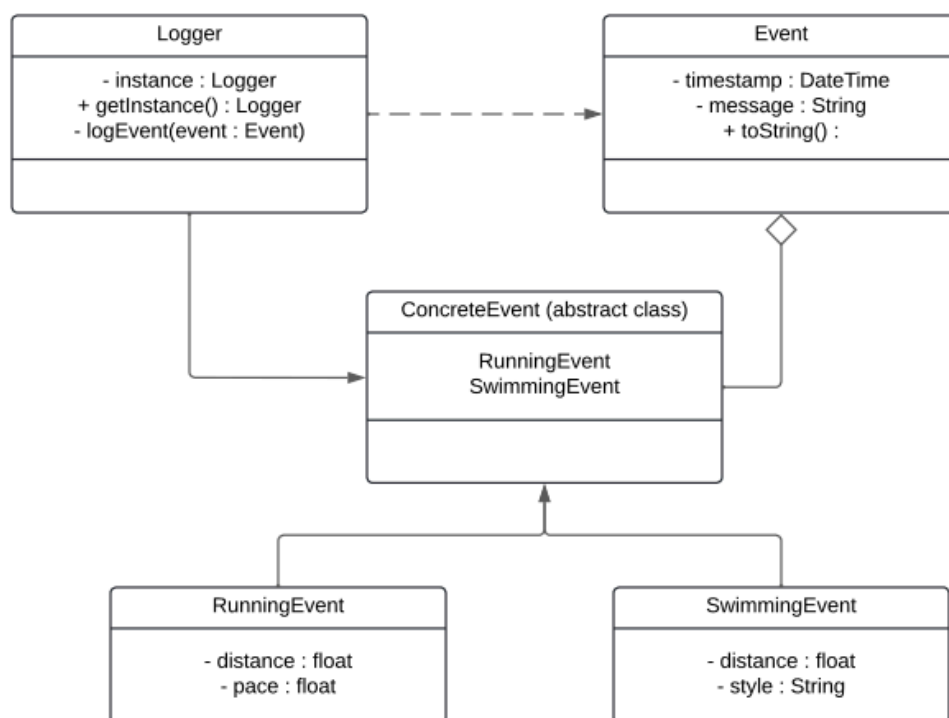 Logger
- instance : Logger
+ getInstance() : Logger
- logEvent(event : Event)
Event
- timestamp : DateTime
- message : String
+ toString() :
ConcreteEvent (abstract class)
RunningEvent
SwimmingEvent
RunningEvent
- distance : float
- pace : float
SwimmingEvent
- distance : float
- style : String